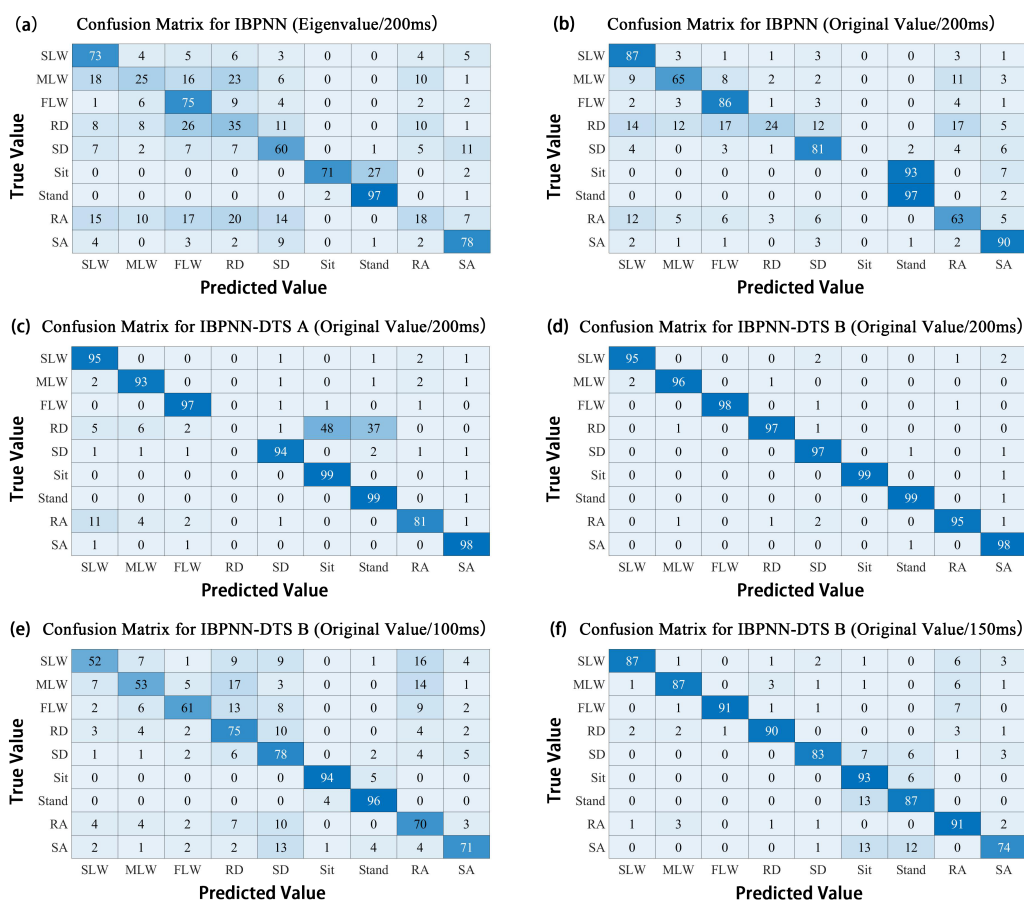 (a) Confusion Matrix for IBPNN (Eigenvalue/200ms)
True Value
SLW 73 4 5 6 3 0 0 4 5
MLW 18 25 16 23 6 0 0 10 1
FLW 1 6 75 9 4 0 0 2 2
RD 8 8 26 35 11 0 0 10 1
SD 7 2 7 7 60 0 1 5 11
Sit 0 0 0 0 0 71 27 0 2
Stand 0 0 0 0 0 2 97 0 1
RA 15 10 17 20 14 0 0 18 7
SA 4 0 3 2 9 0 1 2 78
SLW MLW FLW RD SD Sit Stand RA SA
Predicted Value
(b) Confusion Matrix for IBPNN (Original Value/200ms)
True Value
SLW 87 3 1 1 3 0 0 3 1
MLW 9 65 8 2 2 0 0 11 3
FLW 2 3 86 1 3 0 0 4 1
RD 14 12 17 24 12 0 0 17 5
SD 4 0 3 1 81 0 2 4 6
Sit 0 0 0 0 0 0 93 0 7
Stand 0 0 0 0 0 0 97 0 2
RA 12 5 6 3 6 0 0 63 5
SA 2 1 1 0 3 0 1 2 90
SLW MLW FLW RD SD Sit Stand RA SA
Predicted Value
(c) Confusion Matrix for IBPNN-DTS A (Original Value/200ms)
True Value
SLW 95 0 0 0 1 0 1 2 1
MLW 2 93 0 0 1 0 1 2 1
FLW 0 0 97 0 1 1 0 1 0
RD 5 6 2 0 1 48 37 0 0
SD 1 1 1 0 94 0 2 1 1
Sit 0 0 0 0 0 99 0 0 1
Stand 0 0 0 0 0 0 99 0 1
RA 11 4 2 0 1 0 0 81 1
SA 1 0 1 0 0 0 0 0 98
SLW MLW FLW RD SD Sit Stand RA SA
Predicted Value
(d) Confusion Matrix for IBPNN-DTS B (Original Value/200ms)
True Value
SLW 95 0 0 0 2 0 0 1 2
MLW 2 96 0 1 0 0 0 0 0
FLW 0 0 98 0 1 0 0 1 0
RD 0 1 0 97 1 0 0 0 0
SD 0 0 0 0 97 0 1 0 1
Sit 0 0 0 0 0 99 0 0 1
Stand 0 0 0 0 0 0 99 0 1
RA 0 1 0 1 2 0 0 95 1
SA 0 0 0 0 0 0 1 0 98
SLW MLW FLW RD SD Sit Stand RA SA
Predicted Value
(e) Confusion Matrix for IBPNN-DTS B (Original Value/100ms)
True Value
SLW 52 7 1 9 9 0 1 16 4
MLW 7 53 5 17 3 0 0 14 1
FLW 2 6 61 13 8 0 0 9 2
RD 3 4 2 75 10 0 0 4 2
SD 1 1 2 6 78 0 2 4 5
Sit 0 0 0 0 0 94 5 0 0
Stand 0 0 0 0 0 4 96 0 0
RA 4 4 2 7 10 0 0 70 3
SA 2 1 2 2 13 1 4 4 71
SLW MLW FLW RD SD Sit Stand RA SA
Predicted Value
(f) Confusion Matrix for IBPNN-DTS B (Original Value/150ms)
True Value
SLW 87 1 0 1 2 1 0 6 3
MLW 1 87 0 3 1 1 0 6 1
FLW 0 1 91 1 1 0 0 7 0
RD 2 2 1 90 0 0 0 3 1
SD 0 0 0 0 83 7 6 1 3
Sit 0 0 0 0 0 93 6 0 0
Stand 0 0 0 0 0 13 87 0 0
RA 1 3 0 1 1 0 0 91 2
SA 0 0 0 0 1 13 12 0 74
SLW MLW FLW RD SD Sit Stand RA SA
Predicted Value